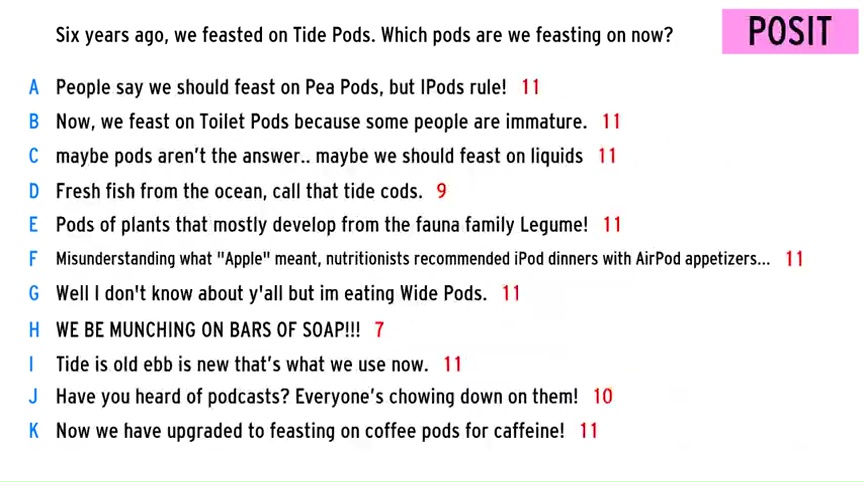 Six years ago, we feasted on Tide Pods. Which pods are we feasting on now?
POSIT
A People say we should feast on Pea Pods, but IPods rule! 11
B Now, we feast on Toilet Pods because some people are immature. 11
C maybe pods aren't the answer.. maybe we should feast on liquids 11
D Fresh fish from the ocean, call that tide cods. 9
E Pods of plants that mostly develop from the fauna family Legume! 11
F Misunderstanding what "Apple" meant, nutritionists recommended iPod dinners with AirPod appetizers... 11
G Well I don't know about y'all but im eating Wide Pods. 11
H WE BE MUNCHING ON BARS OF SOAP!!! 7
I Tide is old ebb is new that's what we use now. 11
J Have you heard of podcasts? Everyone's chowing down on them! 10
K Now we have upgraded to feasting on coffee pods for caffeine! 11